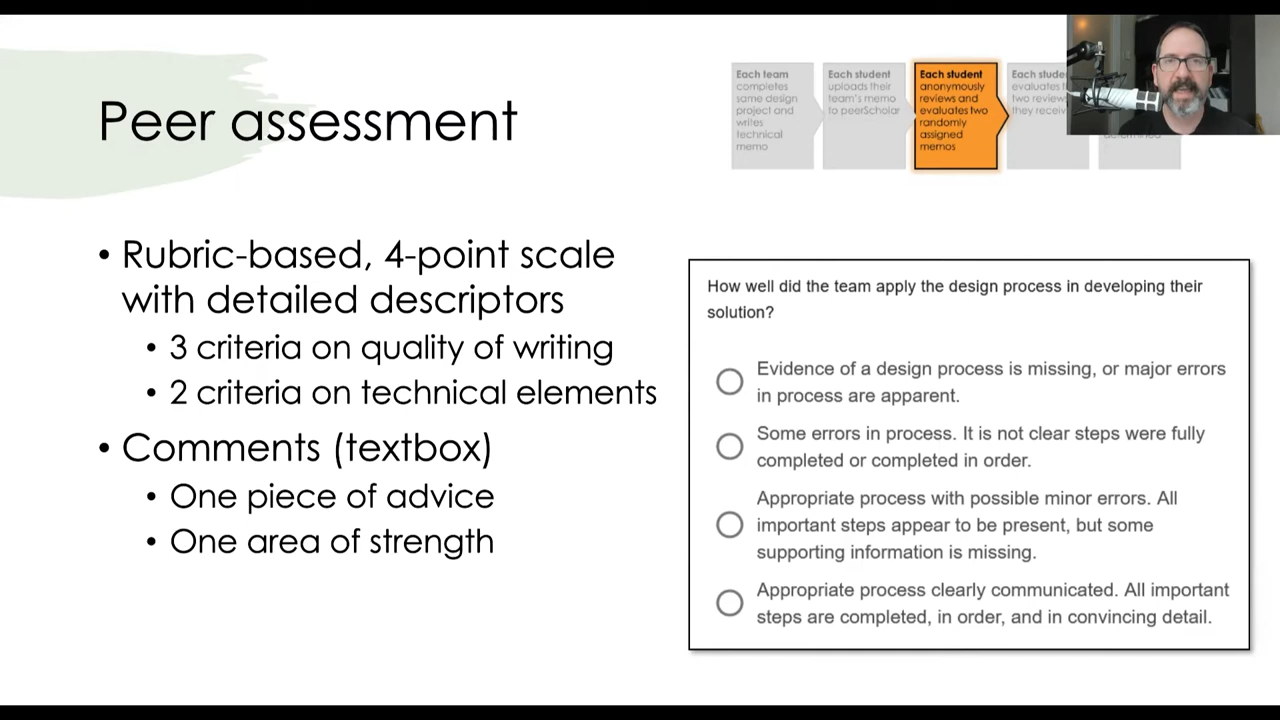 Peer assessment
Each team
completes
same design
project and
writes
technical
memo
Each student
uploads their
team's memo
to peerScholar
Each student
anonymously
reviews and
evaluates two
randomly
assigned
memos
Each
evaluates
two
they
• Rubric-based, 4-point scale
with detailed descriptors
• 3 criteria on quality of writing
• 2 criteria on technical elements
• Comments (textbox)
• One piece of advice
• One area of strength
How well did the team apply the design process in developing their
solution?
Evidence of a design process is missing, or major errors
in process are apparent.
Some errors in process. It is not clear steps were fully
completed or completed in order.
Appropriate process with possible minor errors. All
important steps appear to be present, but some
supporting information is missing.
Appropriate process clearly communicated. All important
steps are completed, in order, and in convincing detail.